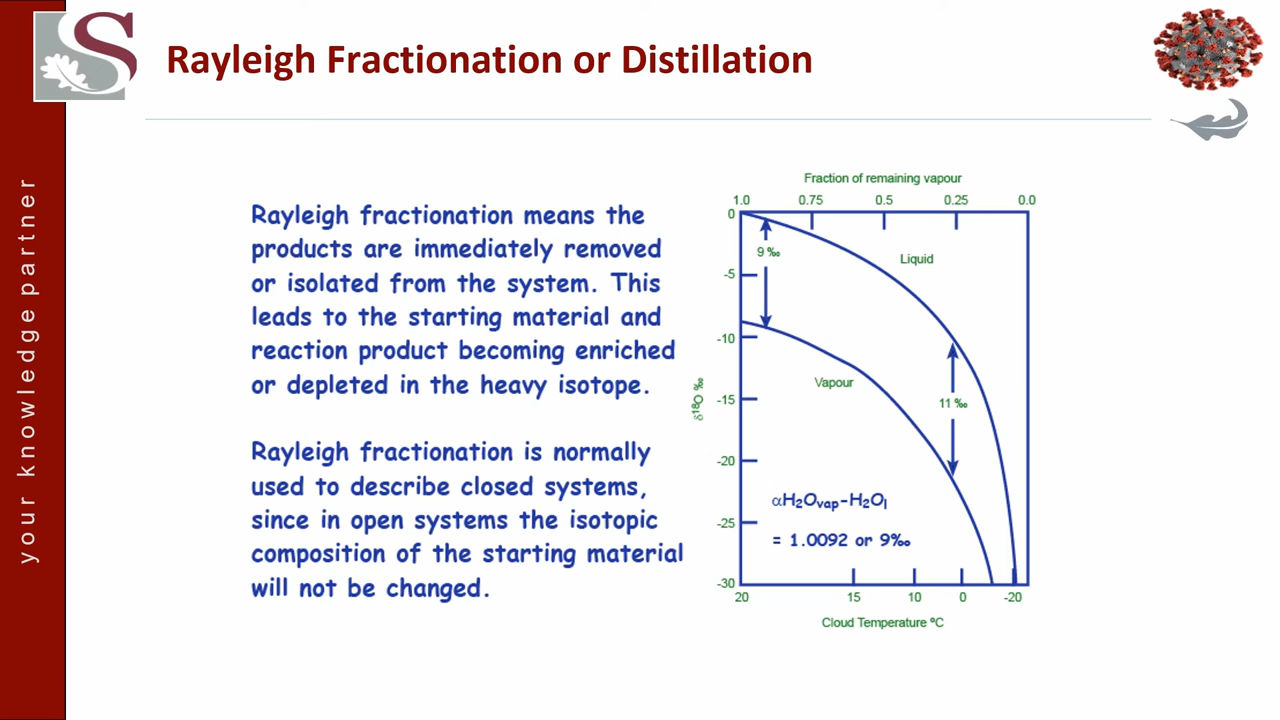 Rayleigh Fractionation or Distillation
S
your knowledge partner
Rayleigh fractionation means the
products are immediately removed
or isolated from the system. This
leads to the starting material and
reaction product becoming enriched
or depleted in the heavy isotope.
Rayleigh fractionation is normally
used to describe closed systems,
since in open systems the isotopic
composition of the starting material
will not be changed.
Fraction of remaining vapour
1.0 0.75 0.5 0.25 0.0
0
-5
-10
-15
-20
-25
-30
δ18O ‰
9 ‰
Liquid
Vapour
11 ‰
αH2Ovap-H2Ol
= 1.0092 or 9‰
20 15 10 0 -20
Cloud Temperature ºC